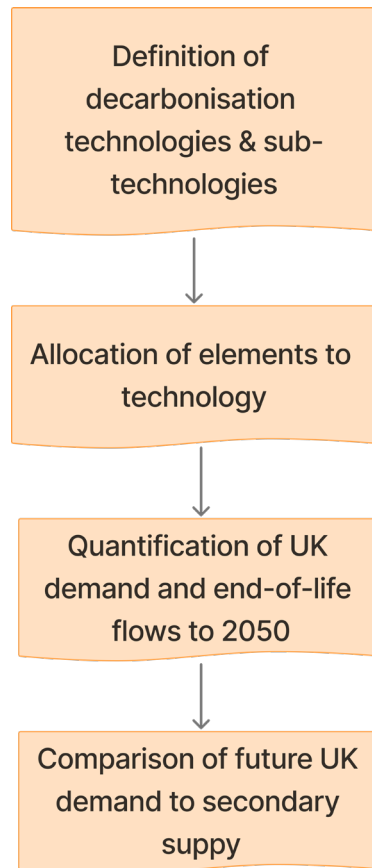 Definition of
decarbonisation
technologies & sub-
technologies
Allocation of elements to
technology
Quantification of UK
demand and end-of-life
flows to 2050
Comparison of future UK
demand to secondary
suppy